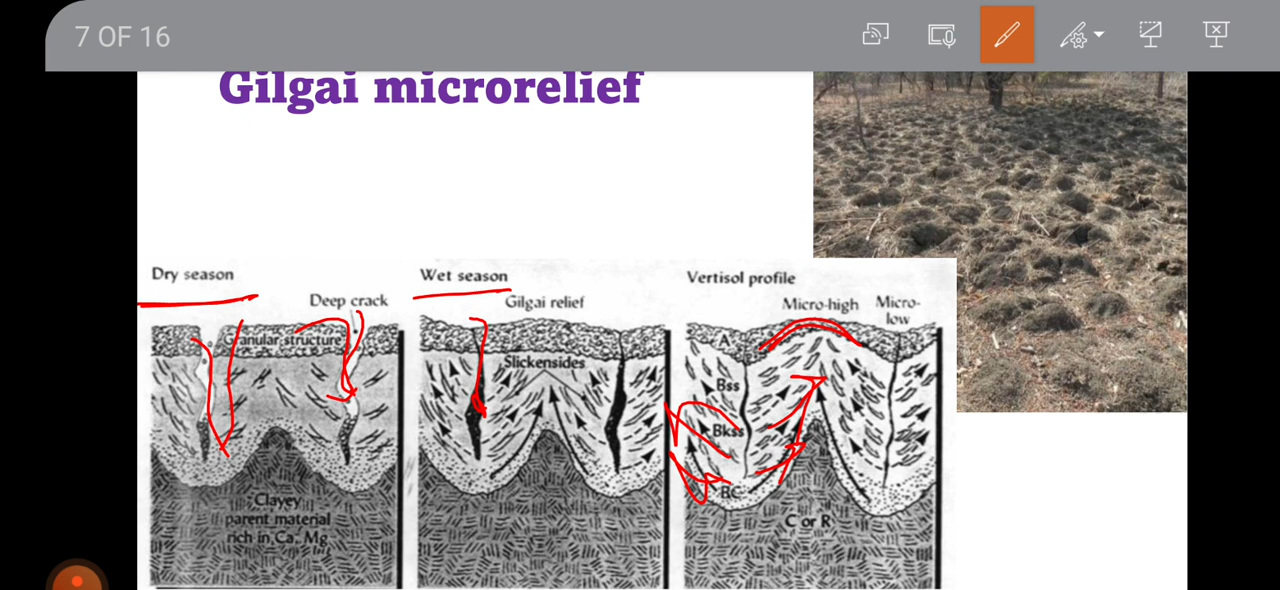 7 OF 16
Gilgai microrelief
Dry season
Deep crack
Granular structure
Clayey
parent material
rich in Ca, Mg
Wet season
Gilgai relief
Slickensides
Vertisol profile
Micro-high
Micro-
low
A
Bss
Bkss
BC
C or R